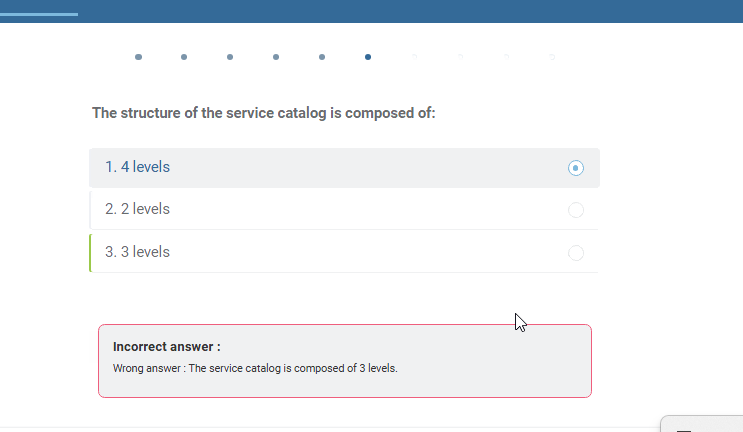 The structure of the service catalog is composed of:
1. 4 levels
2. 2 levels
3. 3 levels
Incorrect answer :
Wrong answer : The service catalog is composed of 3 levels.